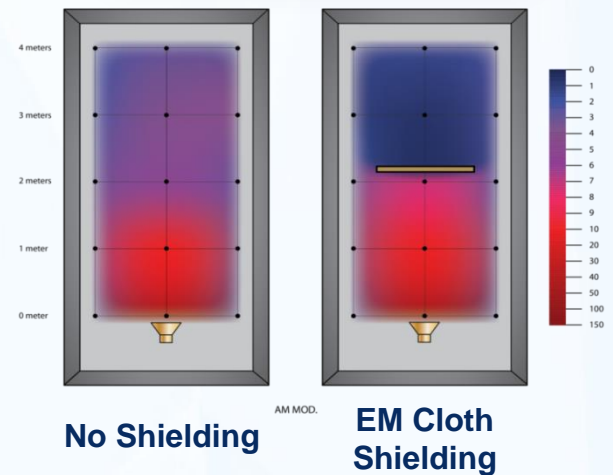 4 meters
3 meters
2 meters
1 meter
0 meter
0
1
2
3
4
5
6
7
8
9
10
20
30
40
50
100
150
AM MOD.
No Shielding
EM Cloth
Shielding